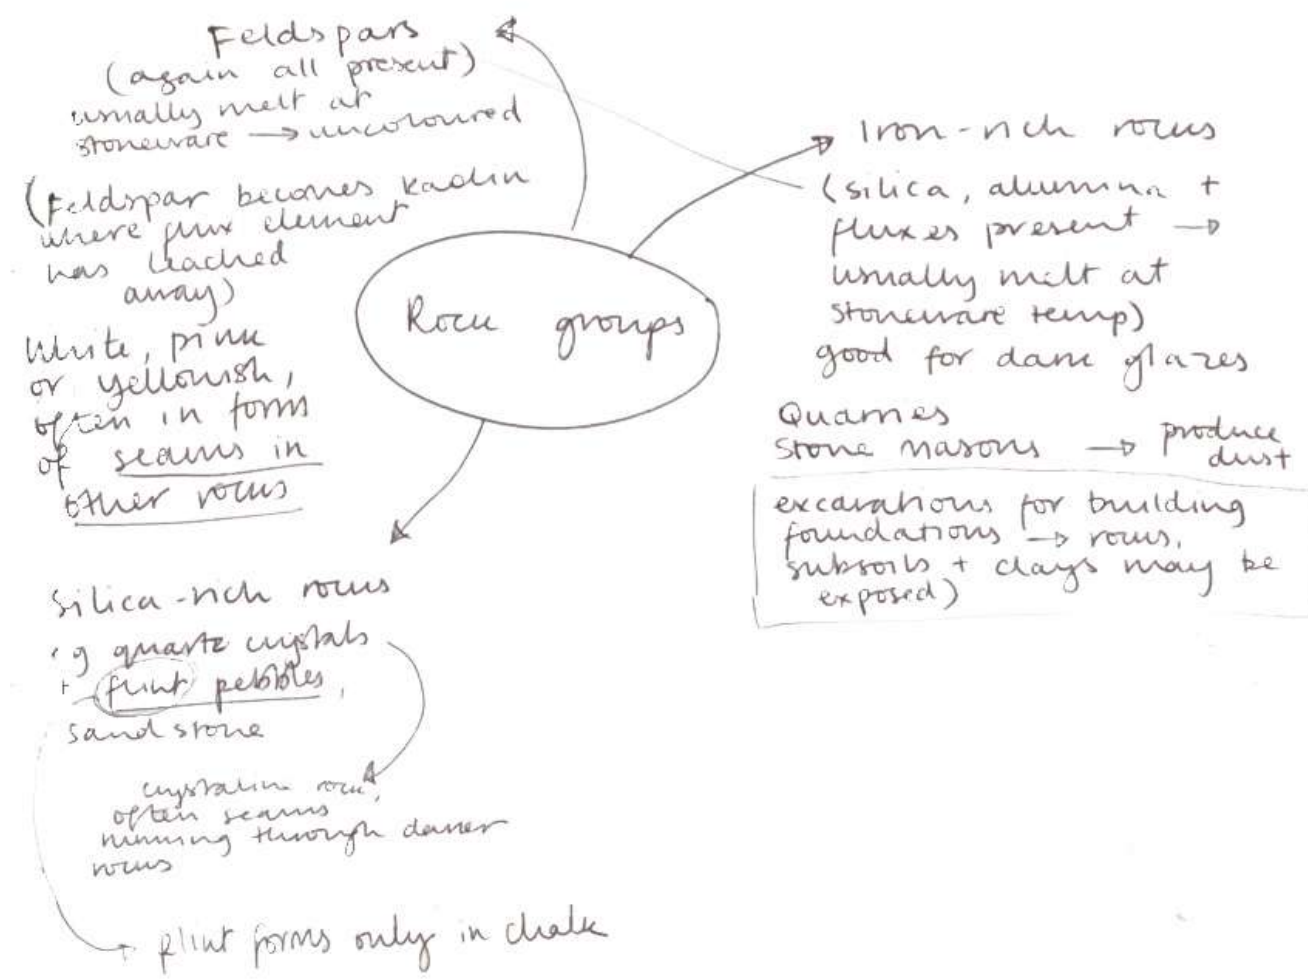 Feldspars
(again all present)
usually melt at
stoneware → uncoloured
(Feldspar becomes kaolin
where flux element
has leached
away)
White, pink
or yellowish,
often in form
of seams in
other rocks
Rock groups
Iron-rich rocks
(silica, alumina +
fluxes present →
usually melt at
stoneware temp)
good for dark glazes
Quarries
Stone masons → produce
dust
excavations for building
foundations → rocks,
subsoils + clays may be
exposed)
Silica-rich rocks
eg quartz crystals
+ flint pebbles,
sandstone
crystalline rock,
often seams
running through darker
rocks
flint forms only in chalk